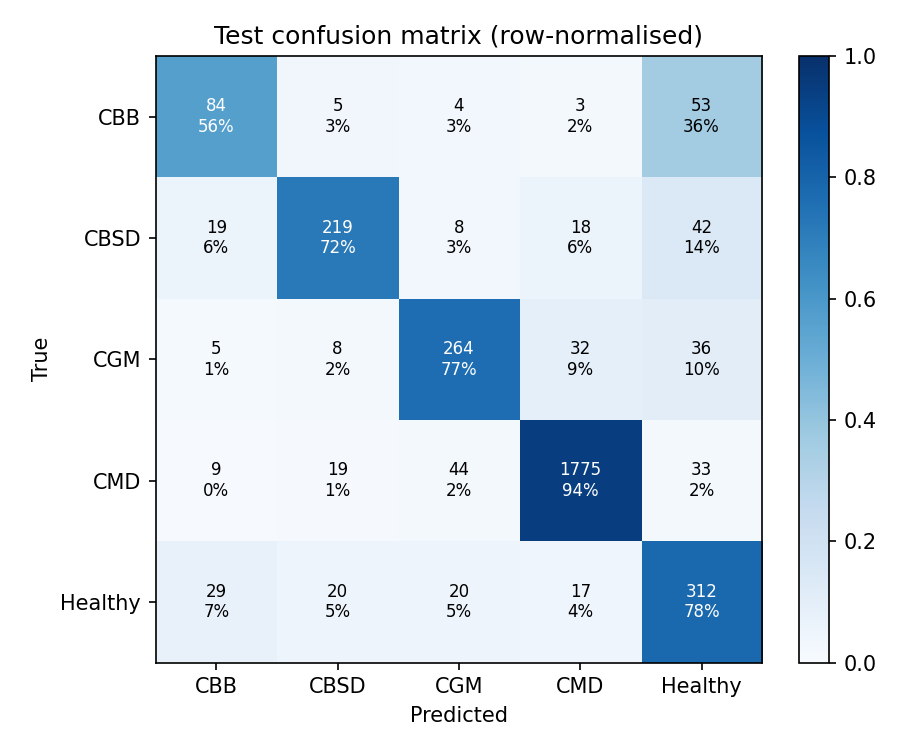 Test confusion matrix (row-normalised)
CBB 84 5 4 3 53
56% 3% 3% 2% 36%
CBSD 19 219 8 18 42
6% 72% 3% 6% 14%
CGM 5 8 264 32 36
1% 2% 77% 9% 10%
CMD 9 19 44 1775 33
0% 1% 2% 94% 2%
Healthy 29 20 20 17 312
7% 5% 5% 4% 78%
CBB CBSD CGM CMD Healthy
Predicted
True
1.0
0.8
0.6
0.4
0.2
0.0